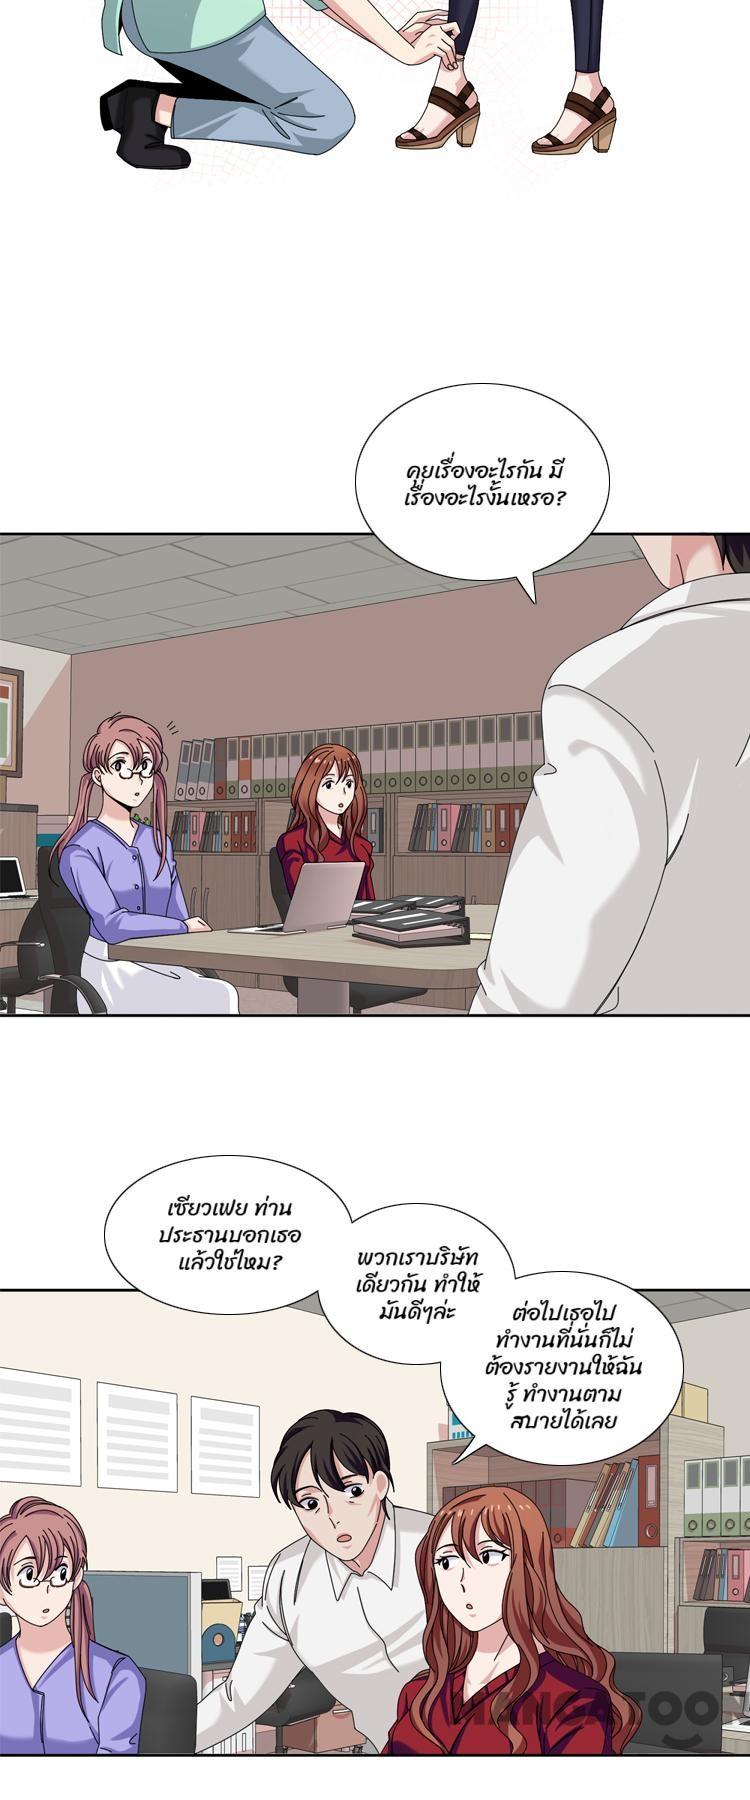 คุยเรื่องอะไรกัน มี
เรื่องอะไรงั้นเหรอ?
เซียวเฟย ท่าน
ประธานบอกเธอ
แล้วใช่ไหม?
พวกเราบริษัท
เดียวกัน ทำให้
มันดีๆล่ะ
ต่อไปเธอไป
ทำงานที่นั่นก็ไม่
ต้องรายงานให้ฉัน
รู้ ทำงานตาม
สบายได้เลย
MANGATOON